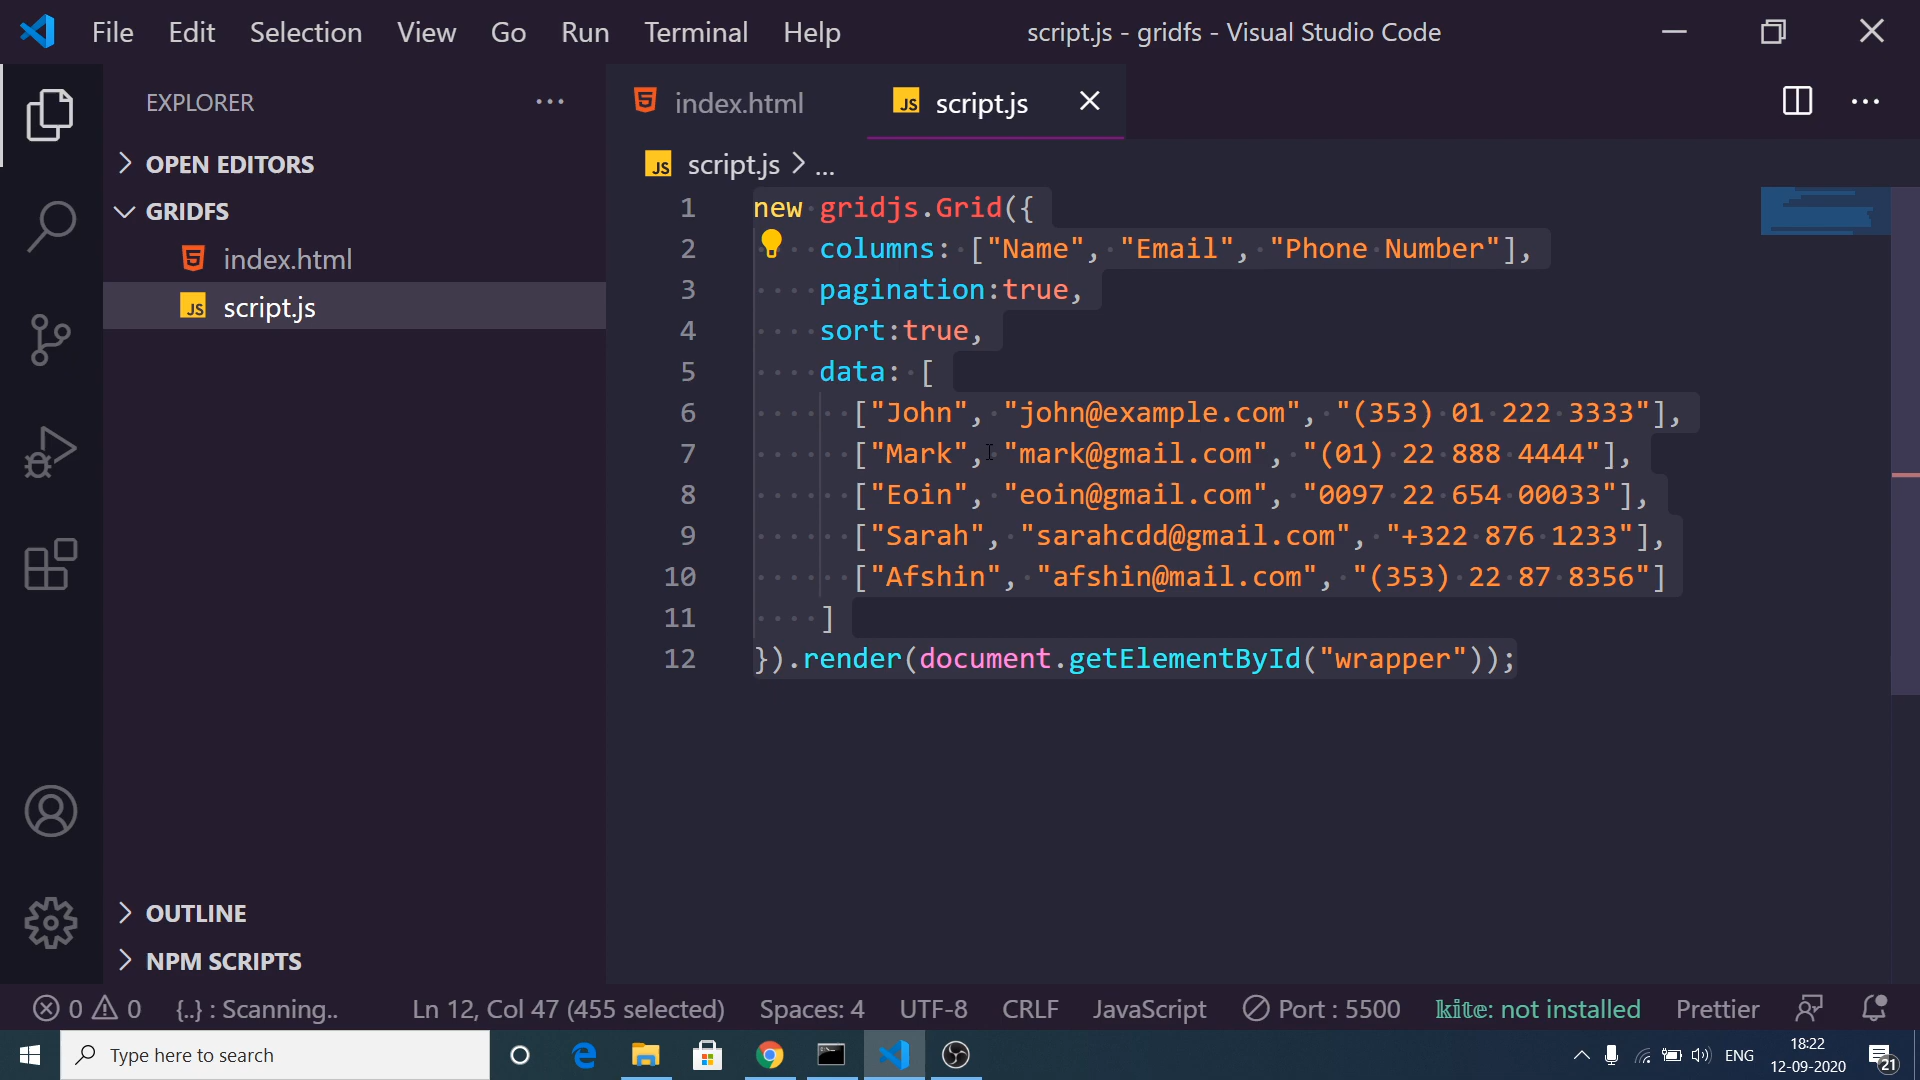 File Edit Selection View Go Run Terminal Help
script.js - gridfs - Visual Studio Code
EXPLORER
OPEN EDITORS
GRIDFS
index.html
JS script.js
OUTLINE
NPM SCRIPTS
index.html
JS script.js
JS script.js > ...
1 new gridjs.Grid({
2 columns: ["Name", "Email", "Phone Number"],
3 pagination:true,
4 sort:true,
5 data: [
6 ["John", "john@example.com", "(353) 01 222 3333"],
7 ["Mark", "mark@gmail.com", "(01) 22 888 4444"],
8 ["Eoin", "eoin@gmail.com", "0097 22 654 00033"],
9 ["Sarah", "sarahcdd@gmail.com", "+322 876 1233"],
10 ["Afshin", "afshin@mail.com", "(353) 22 87 8356"]
11 ]
12 }).render(document.getElementById("wrapper"));
0 0 {..} : Scanning.. Ln 12, Col 47 (455 selected) Spaces: 4 UTF-8 CRLF JavaScript Port : 5500 kite: not installed Prettier
Type here to search
ENG
18:22
12-09-2020
21